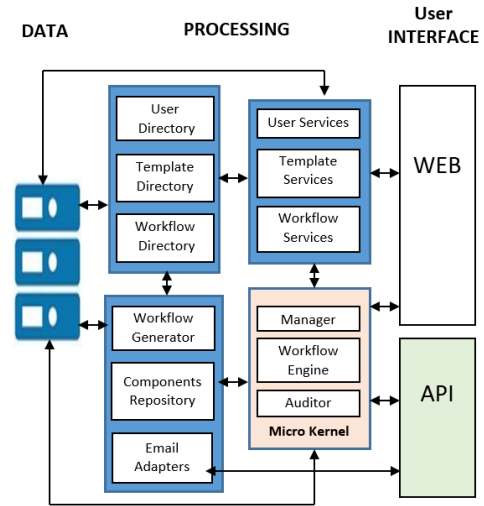 DATA
PROCESSING
User
INTERFACE
User
Directory
Template
Directory
Workflow
Directory
User Services
Template
Services
Workflow
Services
WEB
Workflow
Generator
Components
Repository
Email
Adapters
Manager
Workflow
Engine
Auditor
Micro Kernel
API